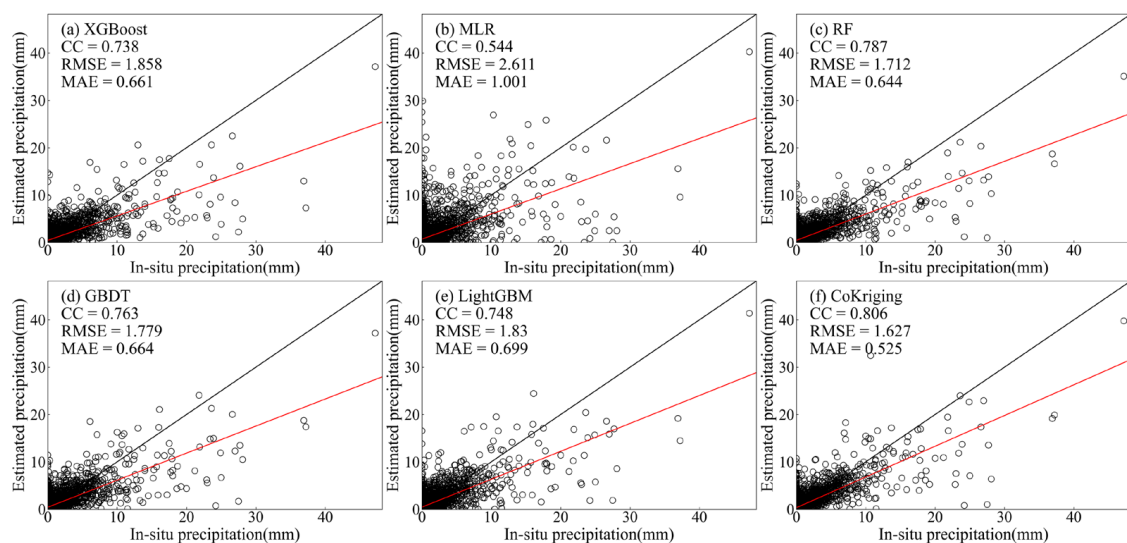 (a) XGBoost
CC = 0.738
RMSE = 1.858
MAE = 0.661
Estimated precipitation(mm)
40
30
20
10
0
0 10 20 30 40
In-situ precipitation(mm)
(b) MLR
CC = 0.544
RMSE = 2.611
MAE = 1.001
Estimated precipitation(mm)
40
30
20
10
0
0 10 20 30 40
In-situ precipitation(mm)
(c) RF
CC = 0.787
RMSE = 1.712
MAE = 0.644
Estimated precipitation(mm)
40
30
20
10
0
0 10 20 30 40
In-situ precipitation(mm)
(d) GBDT
CC = 0.763
RMSE = 1.779
MAE = 0.664
Estimated precipitation(mm)
40
30
20
10
0
0 10 20 30 40
In-situ precipitation(mm)
(e) LightGBM
CC = 0.748
RMSE = 1.83
MAE = 0.699
Estimated precipitation(mm)
40
30
20
10
0
0 10 20 30 40
In-situ precipitation(mm)
(f) CoKriging
CC = 0.806
RMSE = 1.627
MAE = 0.525
Estimated precipitation(mm)
40
30
20
10
0
0 10 20 30 40
In-situ precipitation(mm)